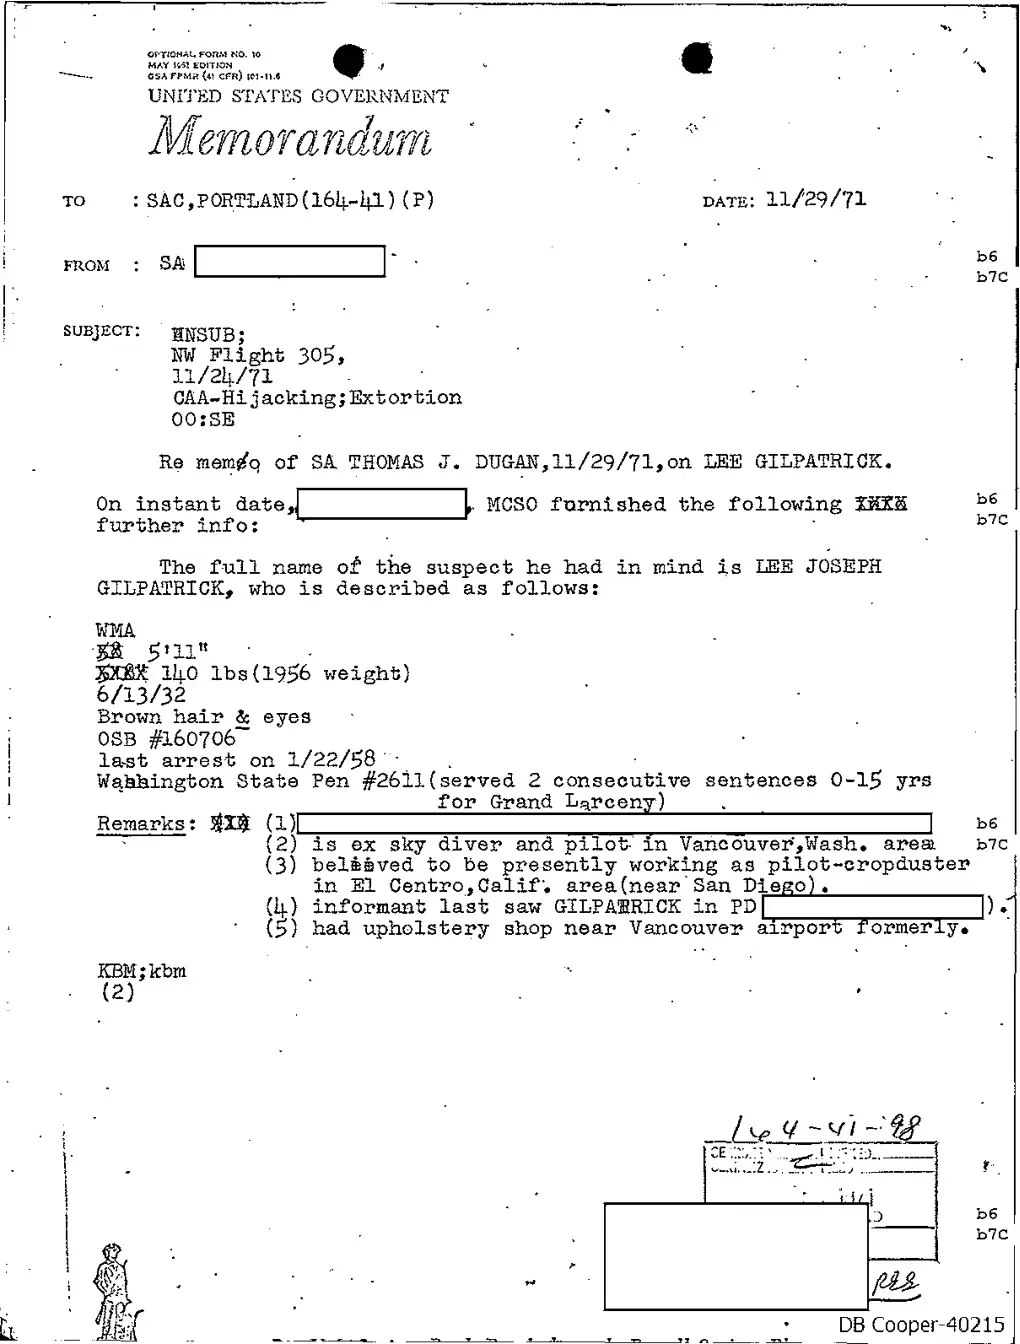 OPTIONAL FORM NO. 10
MAY 1962 EDITION
GSA FPMR (41 CFR) 101-11.6
UNITED STATES GOVERNMENT
Memorandum
TO : SAC,PORTLAND(164-41)(P) DATE: 11/29/71
FROM : SA
b6
b7C
SUBJECT: UNSUB;
NW Flight 305,
11/24/71
CAA-Hijacking;Extortion
OO:SE
Re memo of SA THOMAS J. DUGAN,11/29/71,on LEE GILPATRICK.
On instant date, , MCSO furnished the following
b6
further info:
b7C
The full name of the suspect he had in mind is LEE JOSEPH
GILPATRICK, who is described as follows:
WMA
5'11"
140 lbs(1956 weight)
6/13/32
Brown hair & eyes
OSB #160706
last arrest on 1/22/58
Washington State Pen #2611(served 2 consecutive sentences 0-15 yrs
for Grand Larceny)
Remarks: (1) b6
(2) is ex sky diver and pilot in Vancouver,Wash. area b7C
(3) believed to be presently working as pilot-cropduster
in El Centro,Calif. area(near San Diego).
(4) informant last saw GILPATRICK in PD ).
(5) had upholstery shop near Vancouver airport formerly.
KBM;kbm
(2)
164-41-98
b6
b7C
DB Cooper-40215